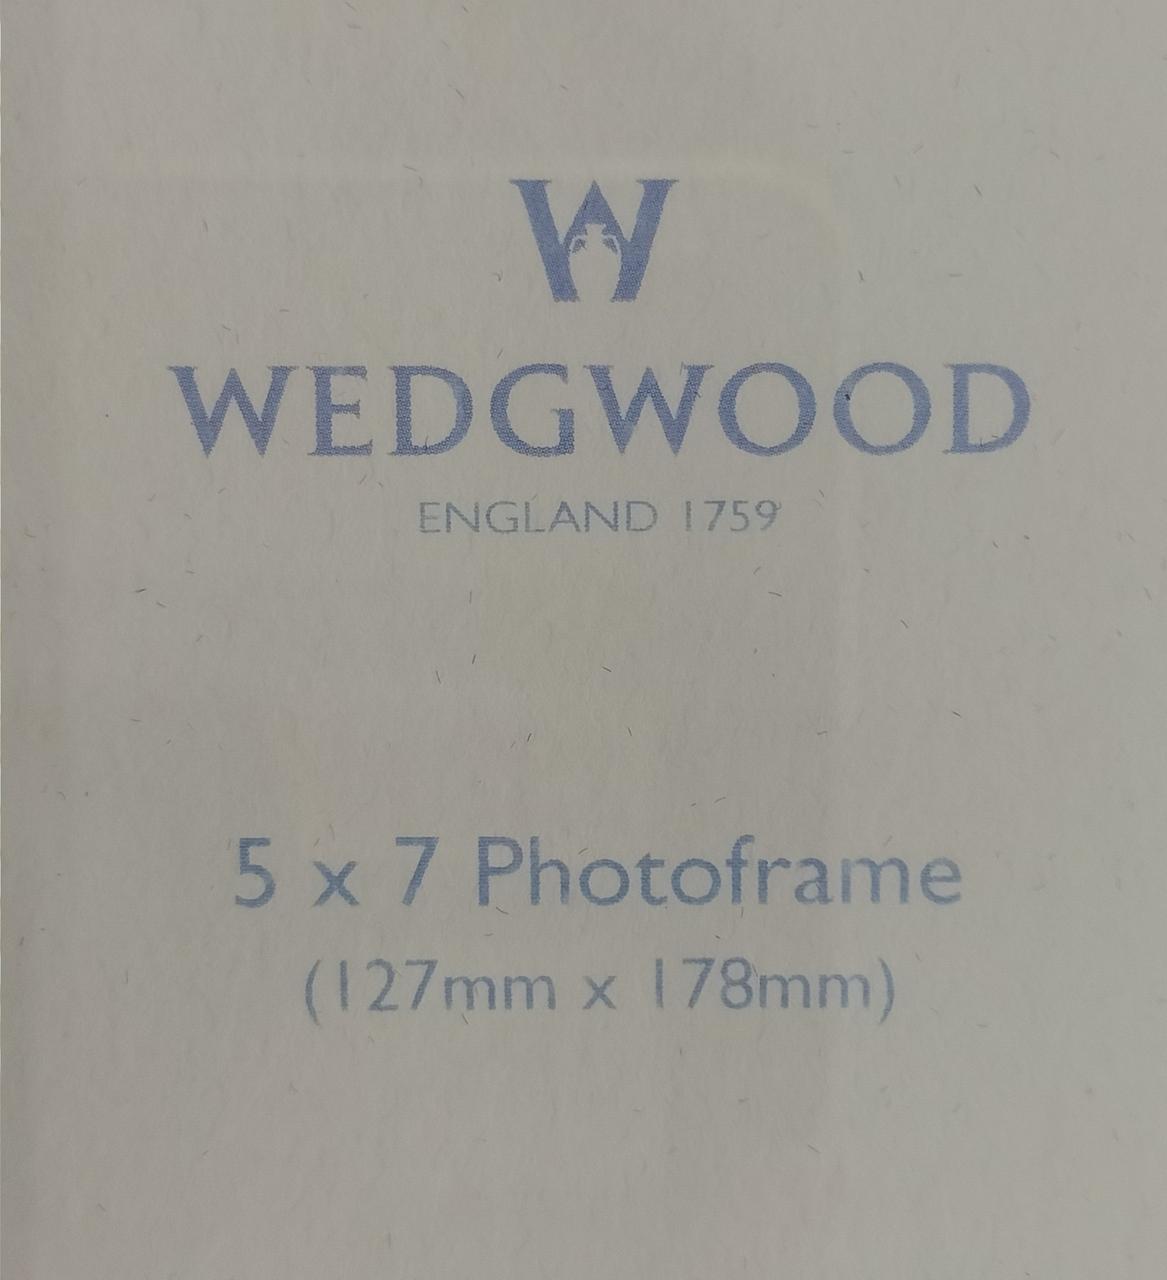 W
WEDGWOOD
ENGLAND 1759
5 x 7 Photoframe
(127mm x 178mm)